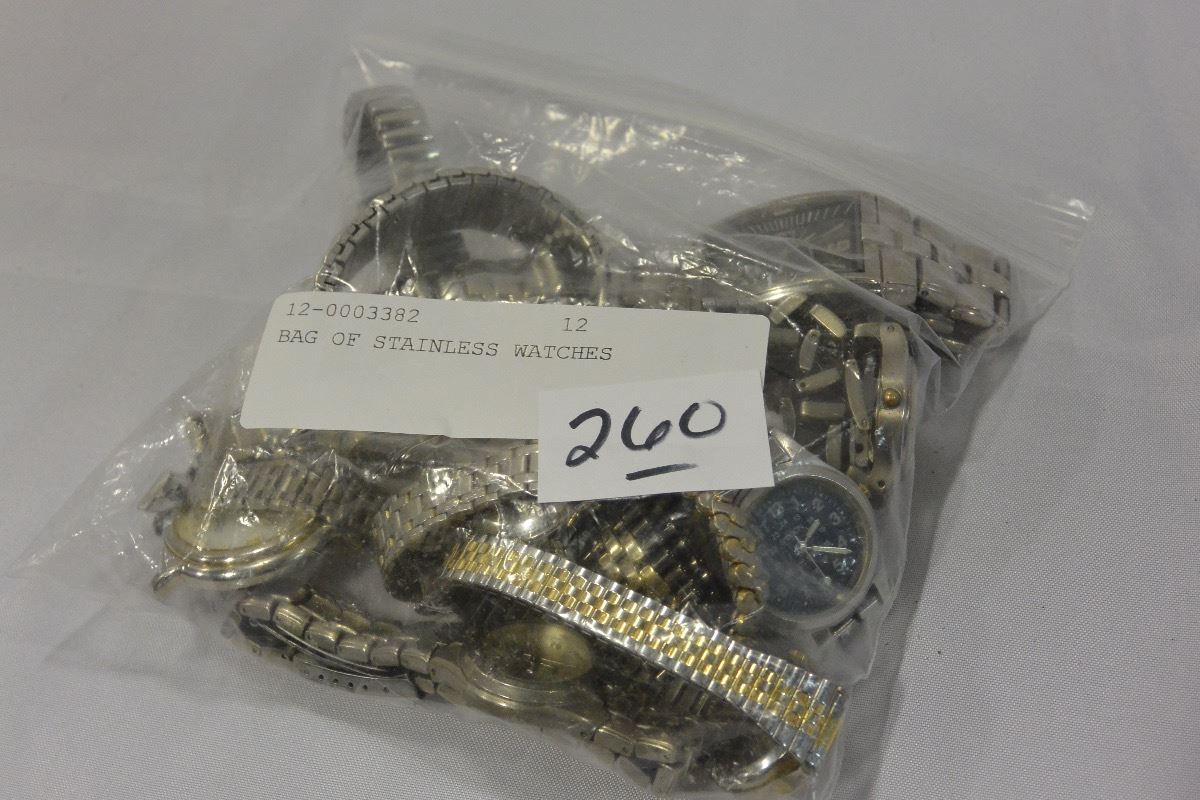 12-0003382 12
BAG OF STAINLESS WATCHES
260